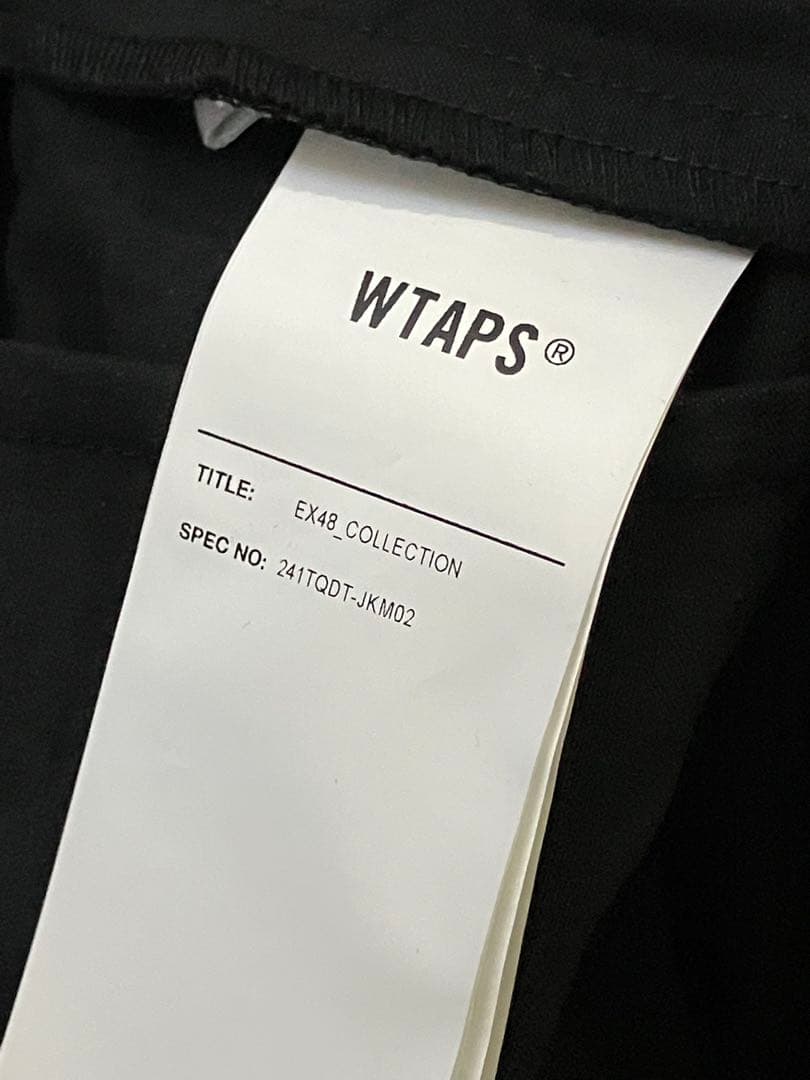 WTAPS®
TITLE: EX48_COLLECTION
SPEC NO: 241TQDT-JKM02